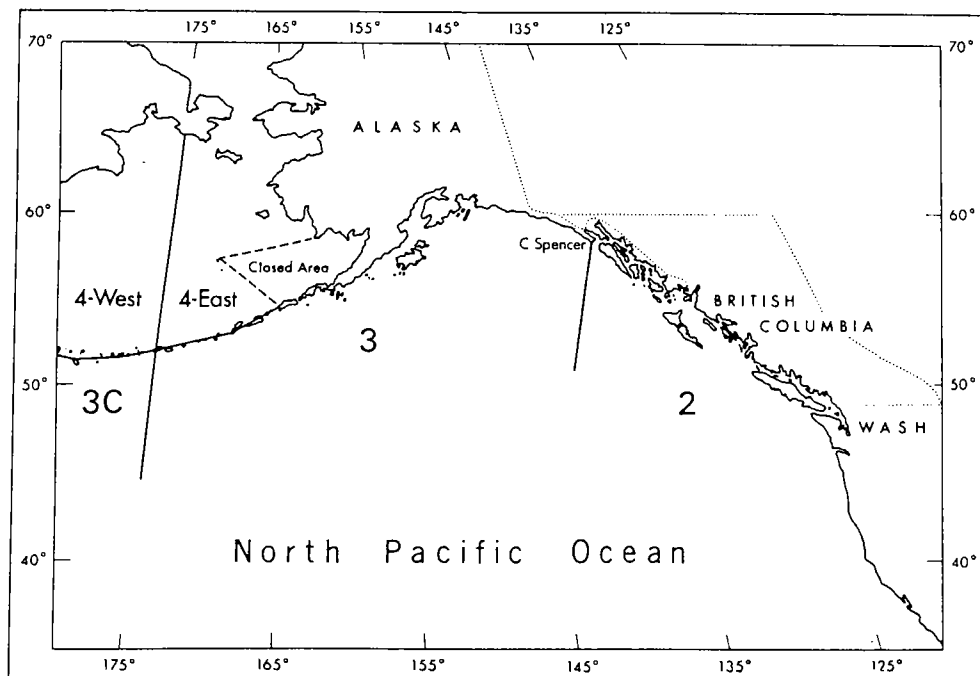 175° 165° 155° 145° 135° 125°
70° 70°
ALASKA
60° 60°
C Spencer
Closed Area
4-West 4-East
BRITISH
COLUMBIA
3
50° 50°
3C 2
WASH
North Pacific Ocean
40° 40°
175° 165° 155° 145° 135° 125°